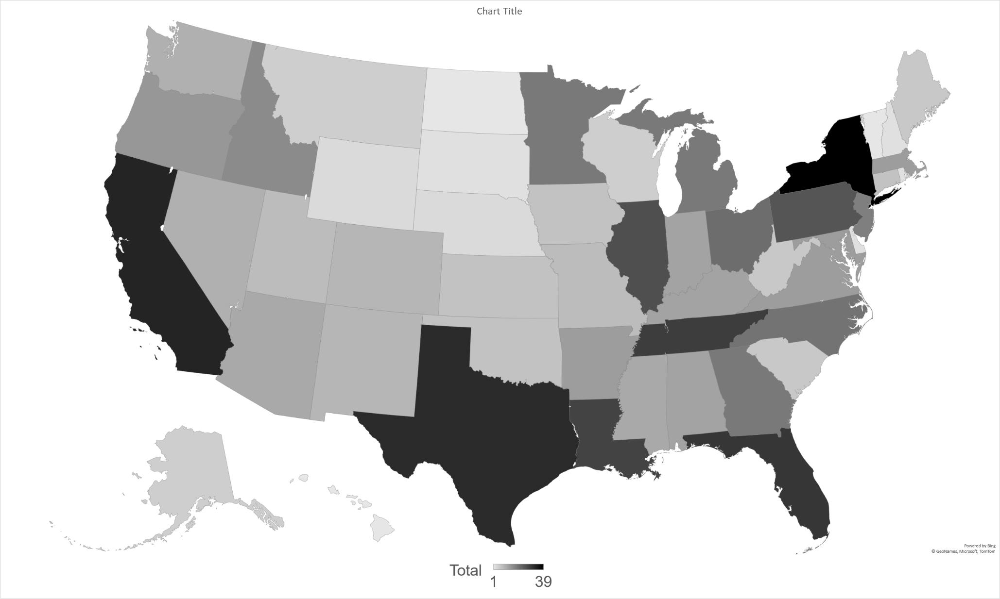 Chart Title
Powered by Bing
© GeoNames, Microsoft, TomTom
Total
1 39